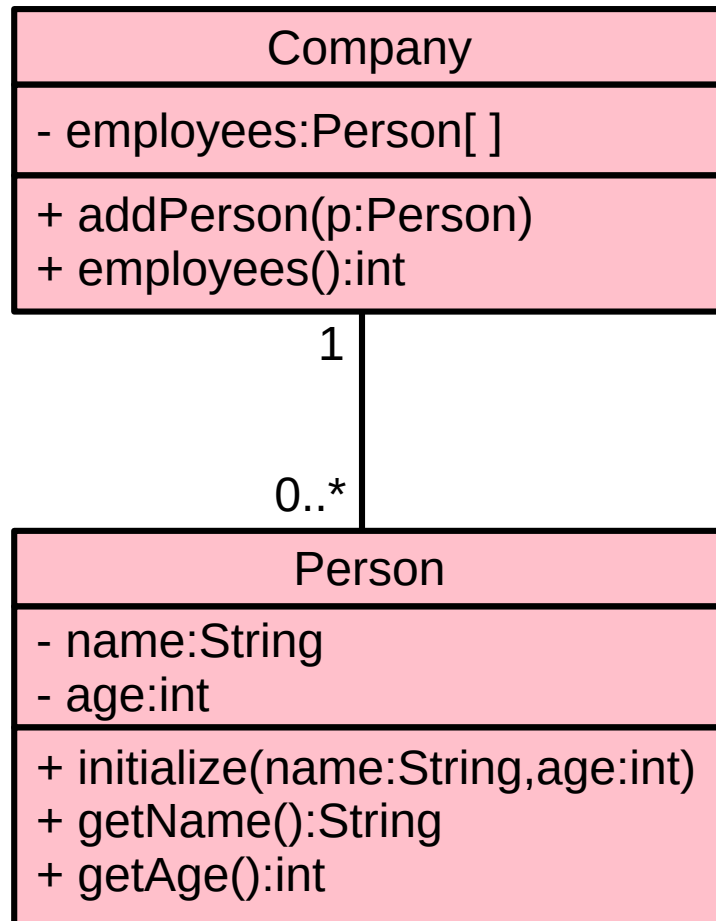 Company
- employees:Person[ ]
+ addPerson(p:Person)
+ employees():int
1
0..*
Person
- name:String
- age:int
+ initialize(name:String,age:int)
+ getName():String
+ getAge():int